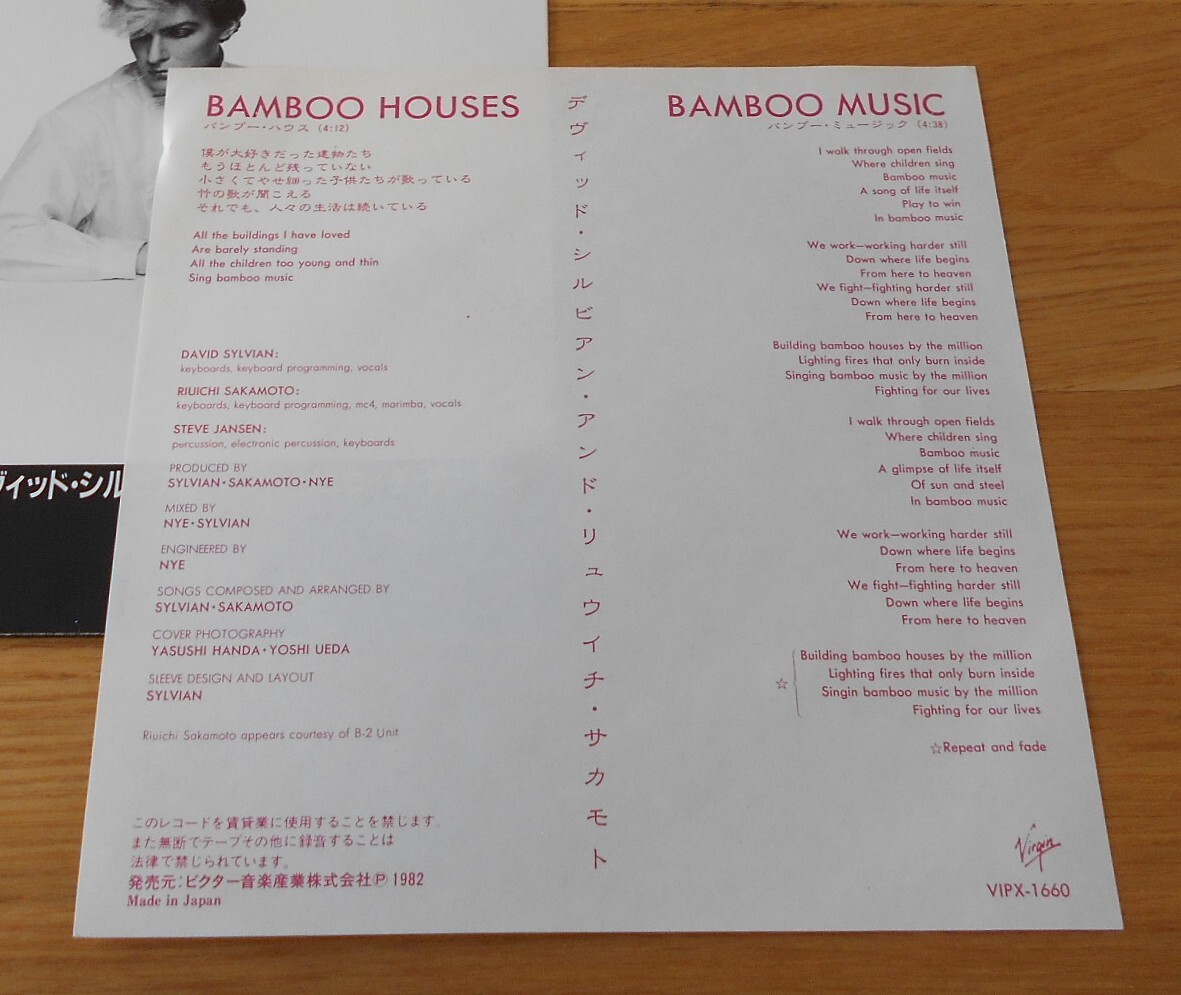 BAMBOO HOUSES
バンブー・ハウス (4:12)
僕が大好きだった建物たち
もうほとんど残っていない
小さくてやせ細った子供たちが歌っている
竹の歌が聞こえる
それでも、人々の生活は続いている
All the buildings I have loved
Are barely standing
All the children too young and thin
Sing bamboo music
DAVID SYLVIAN:
keyboards, keyboard programming, vocals
RIUICHI SAKAMOTO:
keyboards, keyboard programming, mc4, marimba, vocals
STEVE JANSEN:
percussion, electronic percussion, keyboards
PRODUCED BY
SYLVIAN・SAKAMOTO・NYE
MIXED BY
NYE・SYLVIAN
ENGINEERED BY
NYE
SONGS COMPOSED AND ARRANGED BY
SYLVIAN・SAKAMOTO
COVER PHOTOGRAPHY
YASUSHI HANDA・YOSHI UEDA
SLEEVE DESIGN AND LAYOUT
SYLVIAN
Riuichi Sakamoto appears courtesy of B-2 Unit
このレコードを賃貸業に使用することを禁じます。
また無断でテープその他に録音することは
法律で禁じられています。
発売元:ビクター音楽産業株式会社Ⓟ 1982
Made in Japan
デヴィッド・シルビアン・アンド・リュウイチ・サカモト
BAMBOO MUSIC
バンブー・ミュージック (4:38)
I walk through open fields
Where children sing
Bamboo music
A song of life itself
Play to win
In bamboo music
We work—working harder still
Down where life begins
From here to heaven
We fight—fighting harder still
Down where life begins
From here to heaven
Building bamboo houses by the million
Lighting fires that only burn inside
Singing bamboo music by the million
Fighting for our lives
I walk through open fields
Where children sing
Bamboo music
A glimpse of life itself
Of sun and steel
In bamboo music
We work—working harder still
Down where life begins
From here to heaven
We fight—fighting harder still
Down where life begins
From here to heaven
Building bamboo houses by the million
Lighting fires that only burn inside
☆ Singin bamboo music by the million
Fighting for our lives
☆Repeat and fade
Virgin
VIPX-1660
ヴィッド・シル